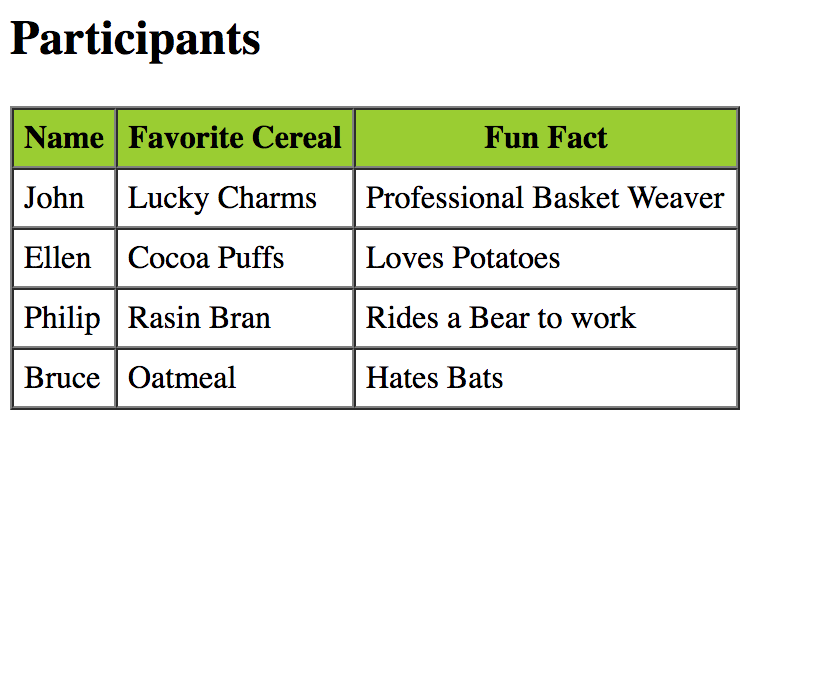 Participants
Name Favorite Cereal Fun Fact
John Lucky Charms Professional Basket Weaver
Ellen Cocoa Puffs Loves Potatoes
Philip Rasin Bran Rides a Bear to work
Bruce Oatmeal Hates Bats